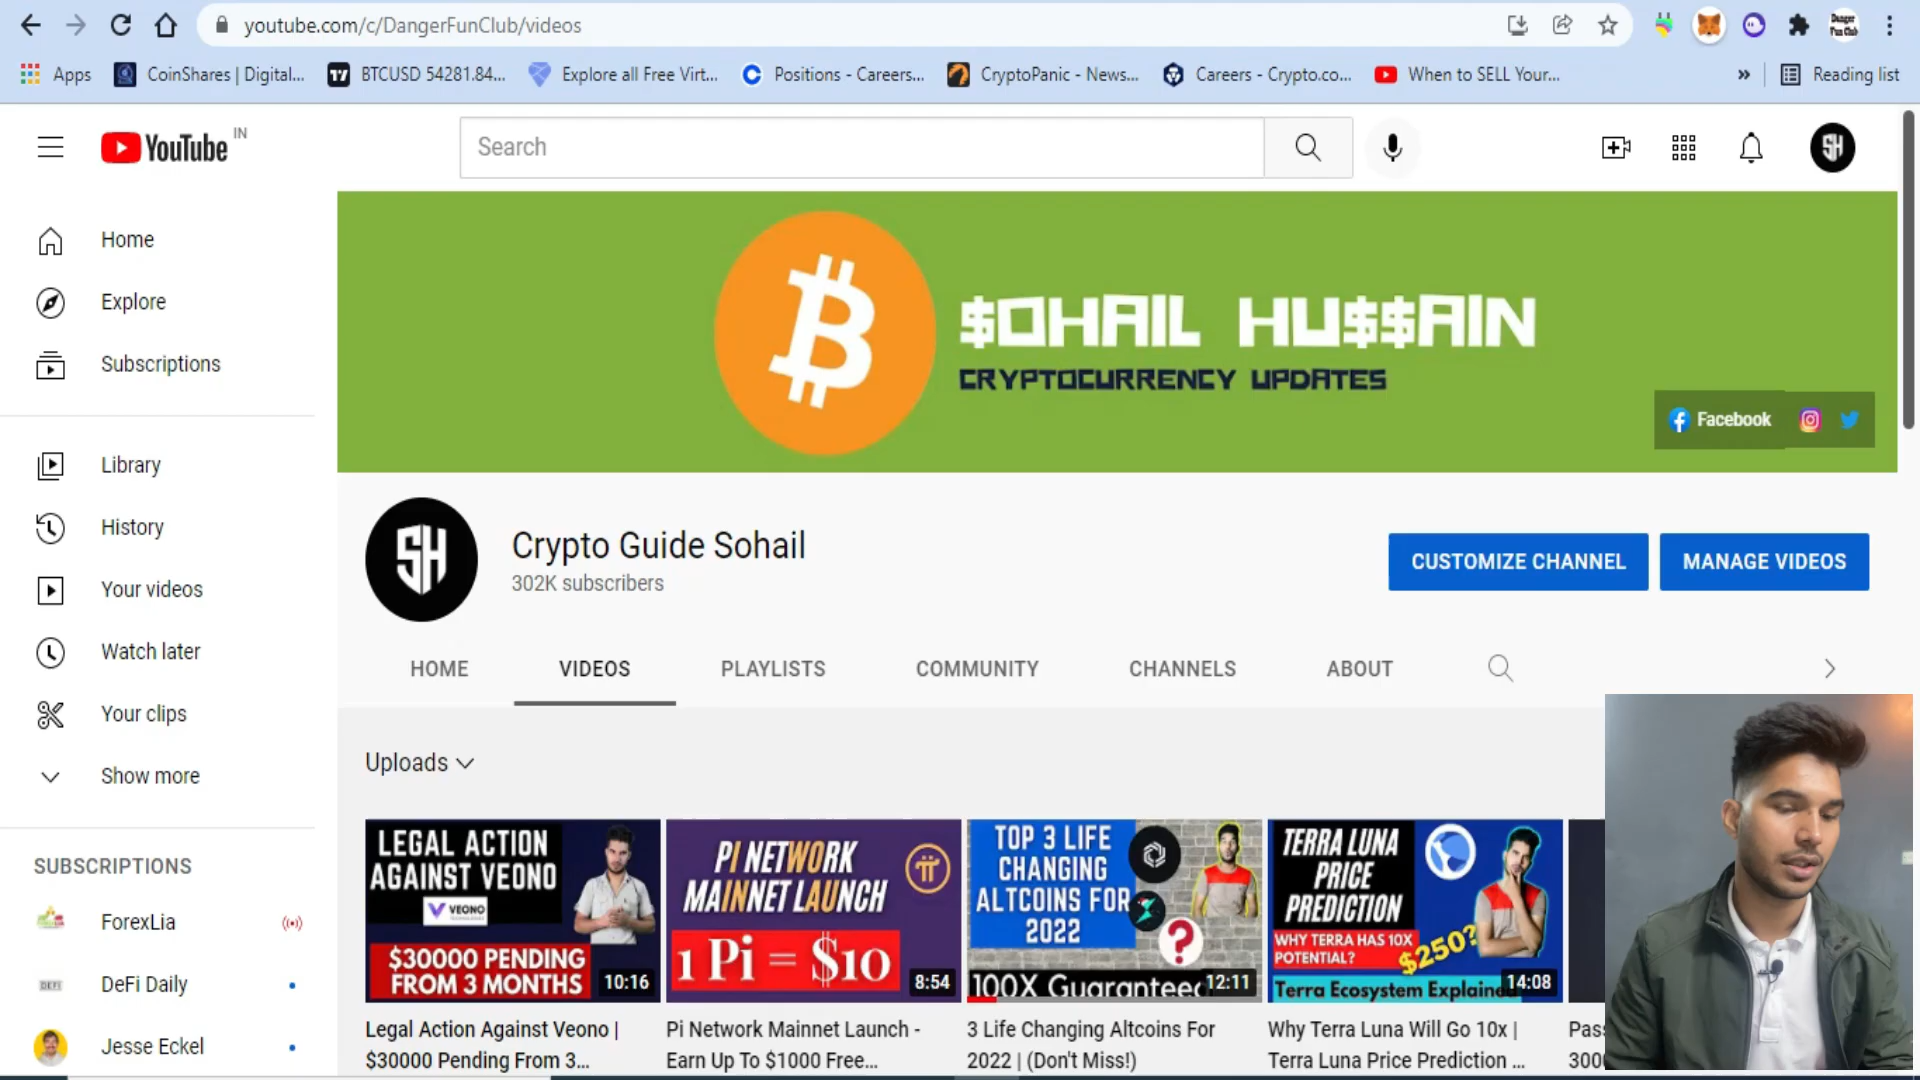 youtube.com/c/DangerFunClub/videos
Danger
Fun Club
Apps
CoinShares | Digital...
BTCUSD 54281.84...
Explore all Free Virt...
Positions - Careers...
CryptoPanic - News...
Careers - Crypto.co...
When to SELL Your...
»
Reading list
YouTube IN
Search
SH
Home
Explore
Subscriptions
Library
History
Your videos
Watch later
Your clips
Show more
SUBSCRIPTIONS
ForexLia
DeFi Daily
Jesse Eckel
$OHAIL HU$$AIN
CRYPTOCURRENCY UPDATES
Facebook
SH
Crypto Guide Sohail
302K subscribers
CUSTOMIZE CHANNEL
MANAGE VIDEOS
HOME
VIDEOS
PLAYLISTS
COMMUNITY
CHANNELS
ABOUT
Uploads
LEGAL ACTION
AGAINST VEONO
VEONO
$30000 PENDING
FROM 3 MONTHS
10:16
Legal Action Against Veono |
$30000 Pending From 3...
PI NETWORK
MAINNET LAUNCH
1 Pi = $10
8:54
Pi Network Mainnet Launch -
Earn Up To $1000 Free...
TOP 3 LIFE
CHANGING
ALTCOINS FOR
2022
?
100X Guaranteed
12:11
3 Life Changing Altcoins For
2022 | (Don't Miss!)
TERRA LUNA
PRICE
PREDICTION
WHY TERRA HAS 10X
POTENTIAL?
$250?
Terra Ecosystem Explained
14:08
Why Terra Luna Will Go 10x |
Terra Luna Price Prediction ...
Pas
300